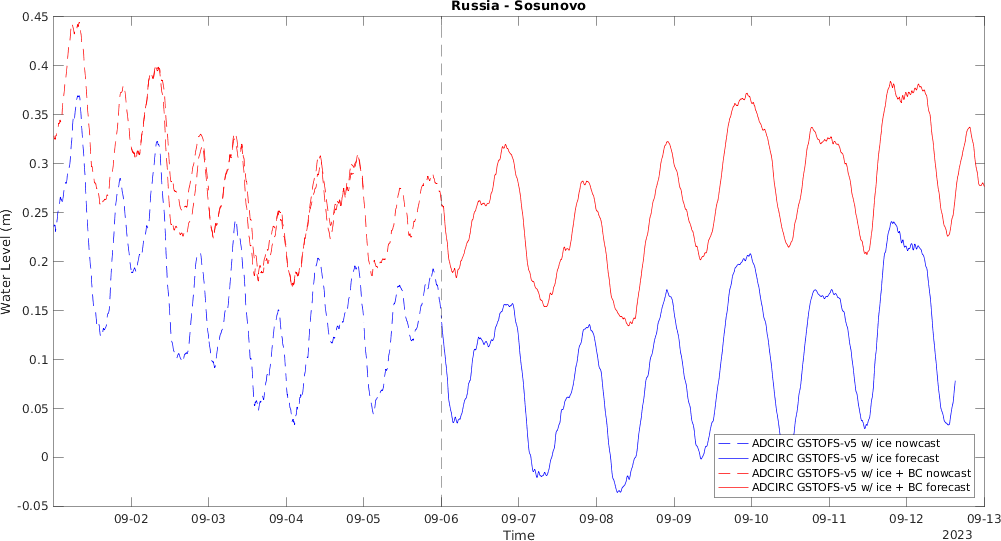 Russia - Sosunovo
0.45
0.4
0.35
0.3
0.25
0.2
0.15
0.1
0.05
0
-0.05
Water Level (m)
ADCIRC GSTOFS-v5 w/ ice nowcast
ADCIRC GSTOFS-v5 w/ ice forecast
ADCIRC GSTOFS-v5 w/ ice + BC nowcast
ADCIRC GSTOFS-v5 w/ ice + BC forecast
09-02 09-03 09-04 09-05 09-06 09-07 09-08 09-09 09-10 09-11 09-12 09-13
Time
2023